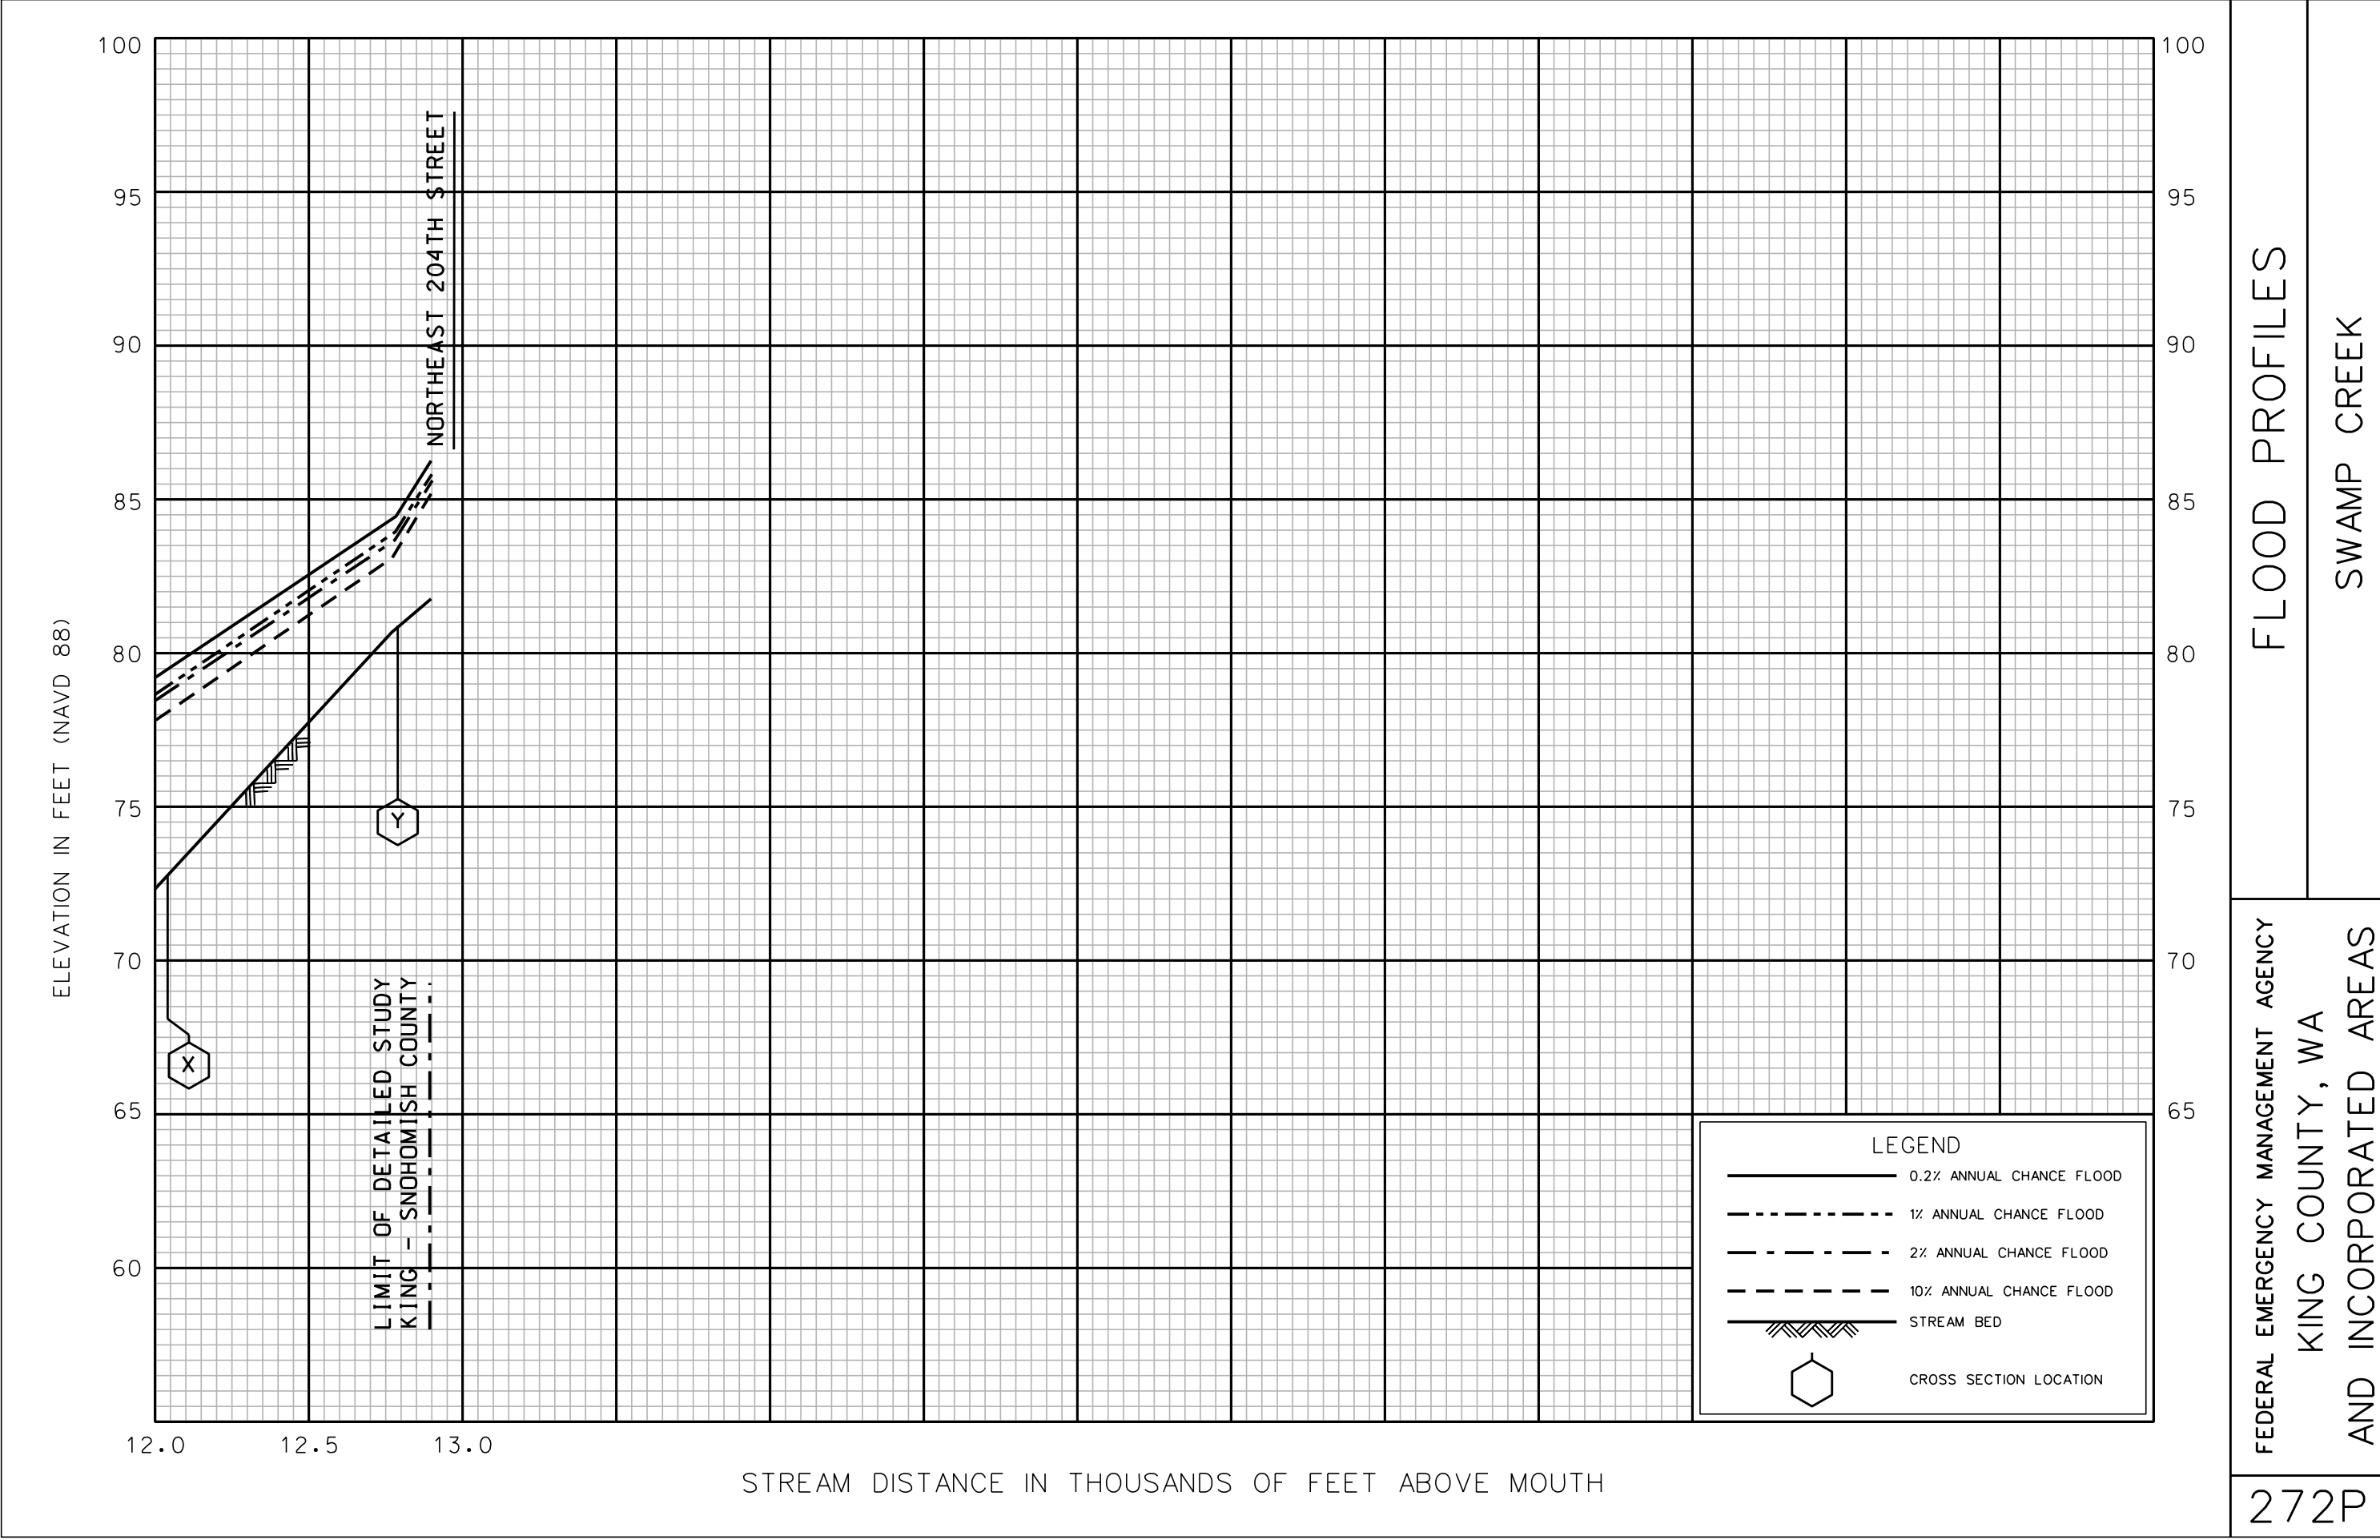 100
95
90
85
80
75
70
65
60
ELEVATION IN FEET (NAVD 88)
NORTHEAST 204TH STREET
Y
X
LIMIT OF DETAILED STUDY
KING - SNOHOMISH COUNTY
12.0 12.5 13.0
STREAM DISTANCE IN THOUSANDS OF FEET ABOVE MOUTH
100
95
90
85
80
75
70
65
LEGEND
0.2% ANNUAL CHANCE FLOOD
1% ANNUAL CHANCE FLOOD
2% ANNUAL CHANCE FLOOD
10% ANNUAL CHANCE FLOOD
STREAM BED
CROSS SECTION LOCATION
FLOOD PROFILES
SWAMP CREEK
FEDERAL EMERGENCY MANAGEMENT AGENCY
KING COUNTY, WA
AND INCORPORATED AREAS
272P